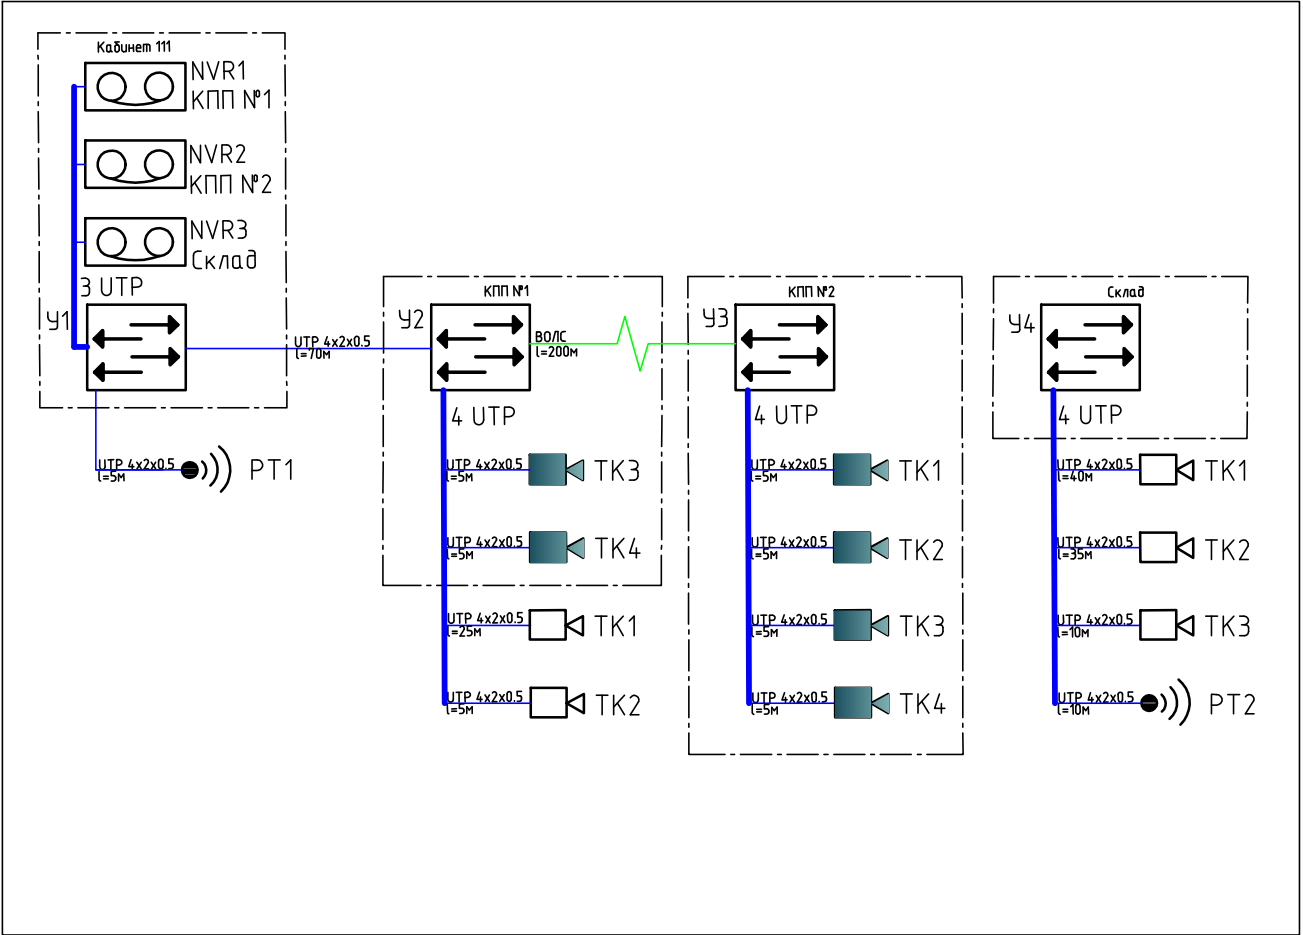 Кабинет 111
NVR1
КПП №1
NVR2
КПП №2
NVR3
Склад
3 UTP
У1
UTP 4x2x0.5
l=70м
UTP 4x2x0.5
l=5м
РТ1
КПП №1
У2
ВОЛС
l=200м
4 UTP
UTP 4x2x0.5
l=5м
ТК3
UTP 4x2x0.5
l=5м
ТК4
UTP 4x2x0.5
l=25м
ТК1
UTP 4x2x0.5
l=5м
ТК2
КПП №2
У3
4 UTP
UTP 4x2x0.5
l=5м
ТК1
UTP 4x2x0.5
l=5м
ТК2
UTP 4x2x0.5
l=5м
ТК3
UTP 4x2x0.5
l=5м
ТК4
Склад
У4
4 UTP
UTP 4x2x0.5
l=40м
ТК1
UTP 4x2x0.5
l=35м
ТК2
UTP 4x2x0.5
l=10м
ТК3
UTP 4x2x0.5
l=10м
РТ2